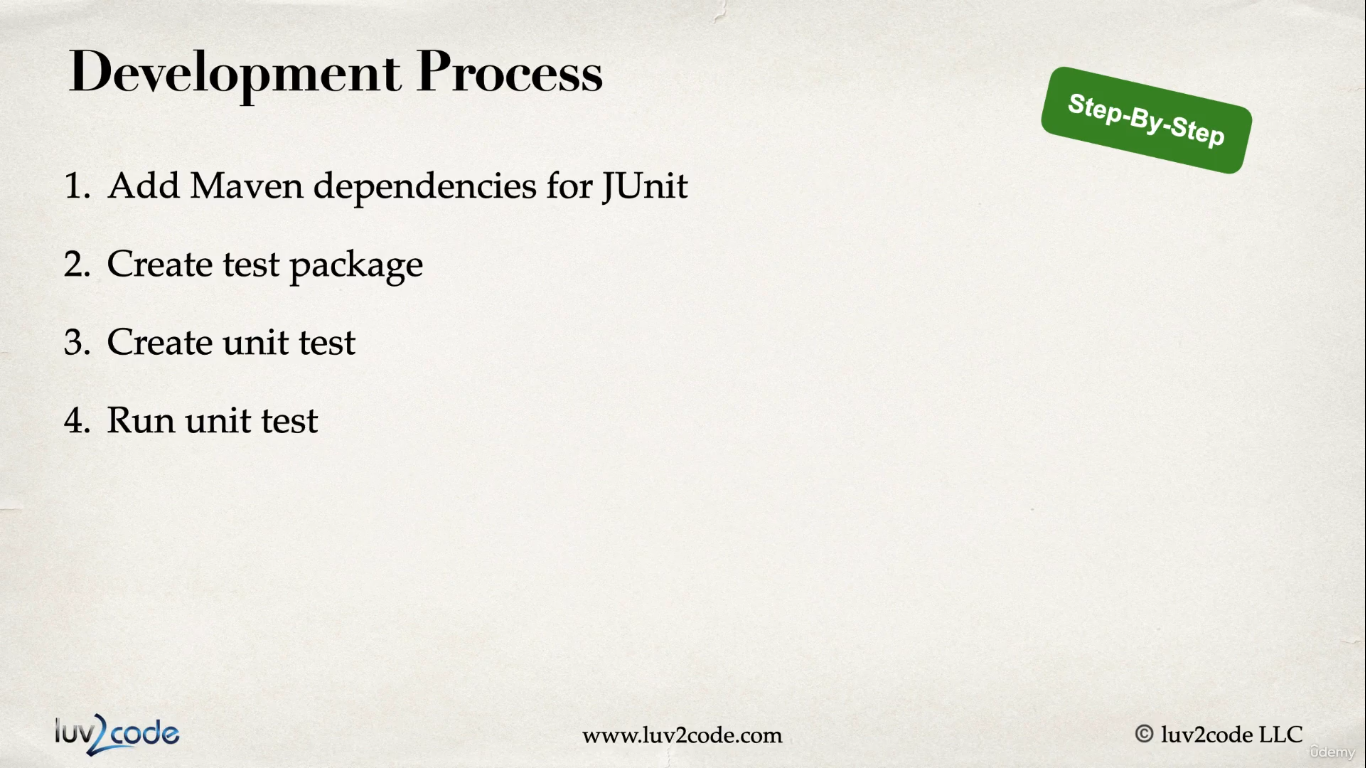 Development Process
Step-By-Step
1. Add Maven dependencies for JUnit
2. Create test package
3. Create unit test
4. Run unit test
luv2code
www.luv2code.com
© luv2code LLC
ûdemy